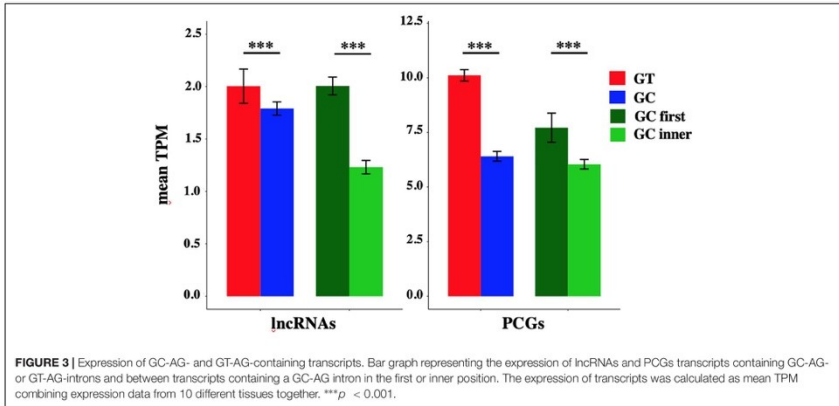 mean TPM
2.5
2.0
1.5
1.0
0.5
0.0
***
***
lncRNAs
12.5
10.0
7.5
5.0
2.5
0.0
***
***
PCGs
GT
GC
GC first
GC inner
FIGURE 3 | Expression of GC-AG- and GT-AG-containing transcripts. Bar graph representing the expression of lncRNAs and PCGs transcripts containing GC-AG-
or GT-AG-introns and between transcripts containing a GC-AG intron in the first or inner position. The expression of transcripts was calculated as mean TPM
combining expression data from 10 different tissues together. ***p < 0.001.